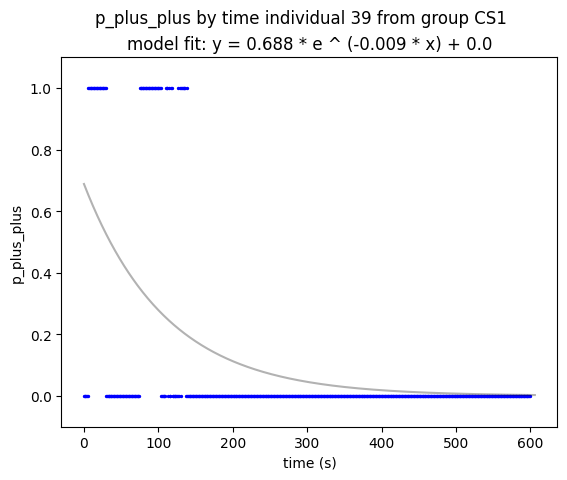 p_plus_plus by time individual 39 from group CS1
model fit: y = 0.688 * e ^ (-0.009 * x) + 0.0
1.0
0.8
0.6
0.4
0.2
0.0
p_plus_plus
0 100 200 300 400 500 600
time (s)